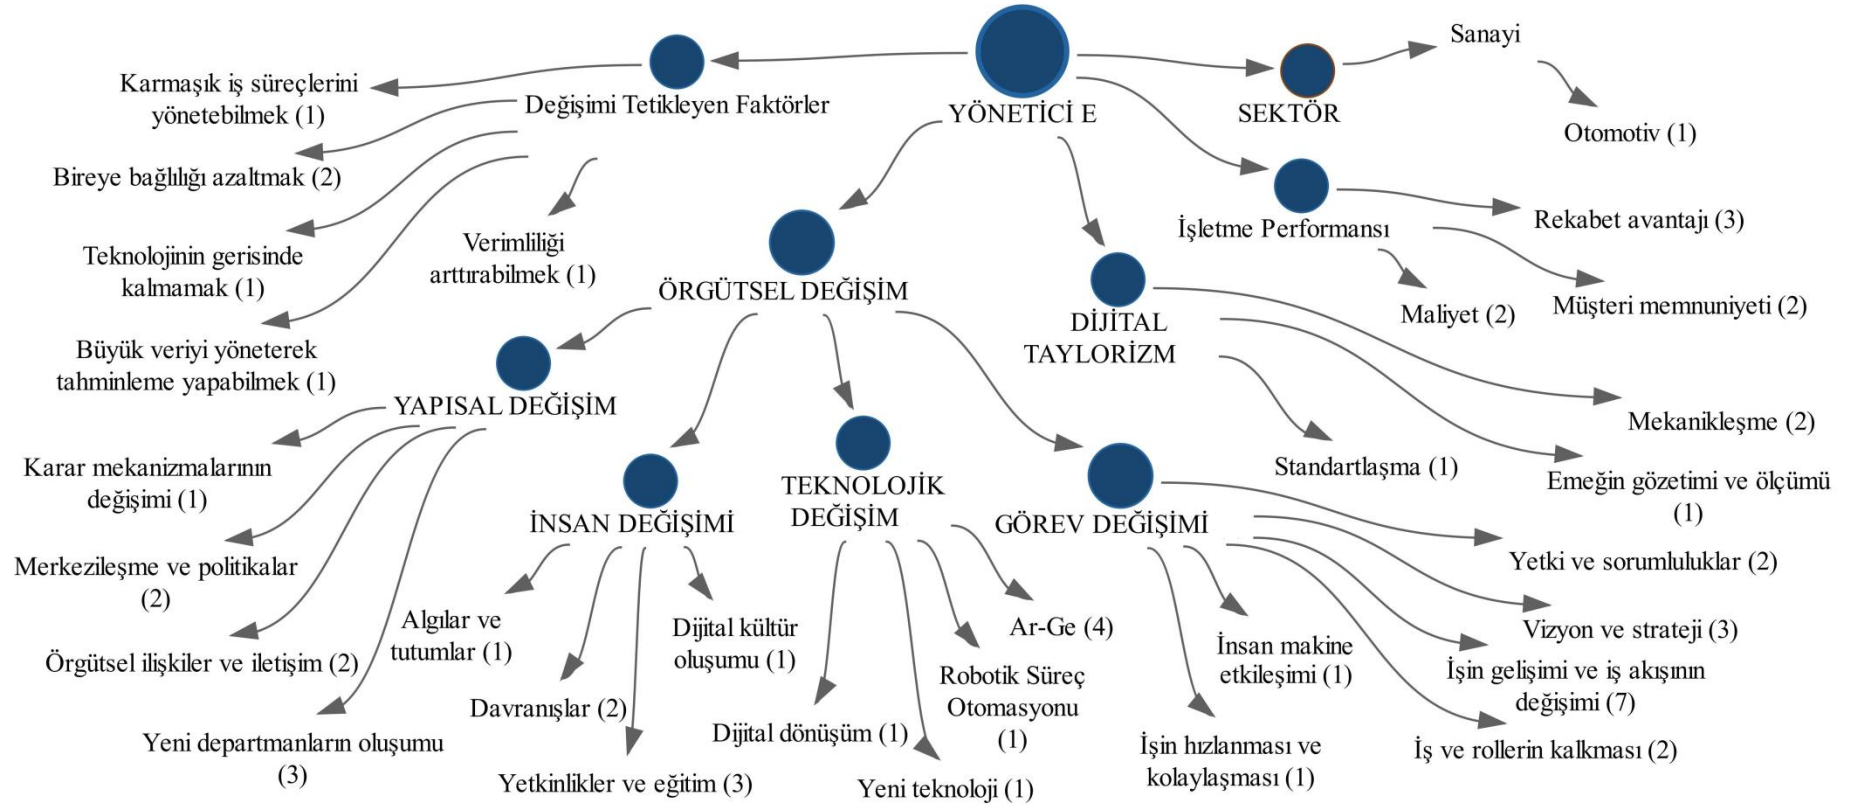 YÖNETİCİ E
Değişimi Tetikleyen Faktörler
Karmaşık iş süreçlerini
yönetebilmek (1)
Bireye bağlılığı azaltmak (2)
Teknolojinin gerisinde
kalmamak (1)
Büyük veriyi yöneterek
tahminleme yapabilmek (1)
Verimliliği
arttırabilmek (1)
SEKTÖR
Sanayi
Otomotiv (1)
İşletme Performansı
Rekabet avantajı (3)
Müşteri memnuniyeti (2)
Maliyet (2)
DİJİTAL
TAYLORİZM
Mekanikleşme (2)
Emeğin gözetimi ve ölçümü
(1)
Standartlaşma (1)
ÖRGÜTSEL DEĞİŞİM
YAPISAL DEĞİŞİM
Karar mekanizmalarının
değişimi (1)
Merkezileşme ve politikalar
(2)
Örgütsel ilişkiler ve iletişim (2)
Yeni departmanların oluşumu
(3)
İNSAN DEĞİŞİMİ
Algılar ve
tutumlar (1)
Davranışlar (2)
Yetkinlikler ve eğitim (3)
Dijital kültür
oluşumu (1)
TEKNOLOJİK
DEĞİŞİM
Dijital dönüşüm (1)
Yeni teknoloji (1)
Robotik Süreç
Otomasyonu
(1)
Ar-Ge (4)
GÖREV DEĞİŞİMİ
Yetki ve sorumluluklar (2)
Vizyon ve strateji (3)
İşin gelişimi ve iş akışının
değişimi (7)
İş ve rollerin kalkması (2)
İnsan makine
etkileşimi (1)
İşin hızlanması ve
kolaylaşması (1)